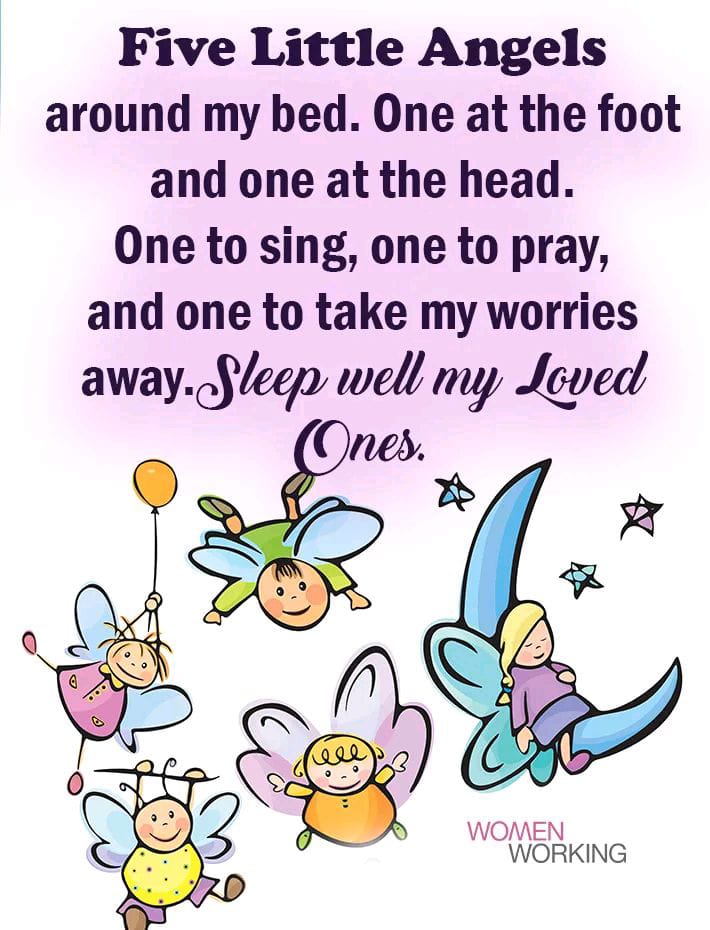 Five Little Angels
around my bed. One at the foot
and one at the head.
One to sing, one to pray,
and one to take my worries
away. Sleep well my Loved
Ones.
WOMEN
WORKING